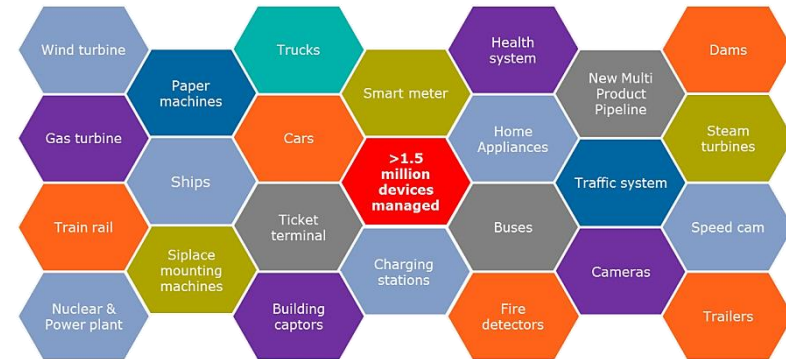 Wind turbine
Gas turbine
Train rail
Nuclear &
Power plant
Paper
machines
Ships
Siplace
mounting
machines
Trucks
Cars
Ticket
terminal
Building
captors
Smart meter
>1.5
million
devices
managed
Charging
stations
Health
system
Home
Appliances
Buses
Fire
detectors
New Multi
Product
Pipeline
Traffic system
Cameras
Dams
Steam
turbines
Speed cam
Trailers